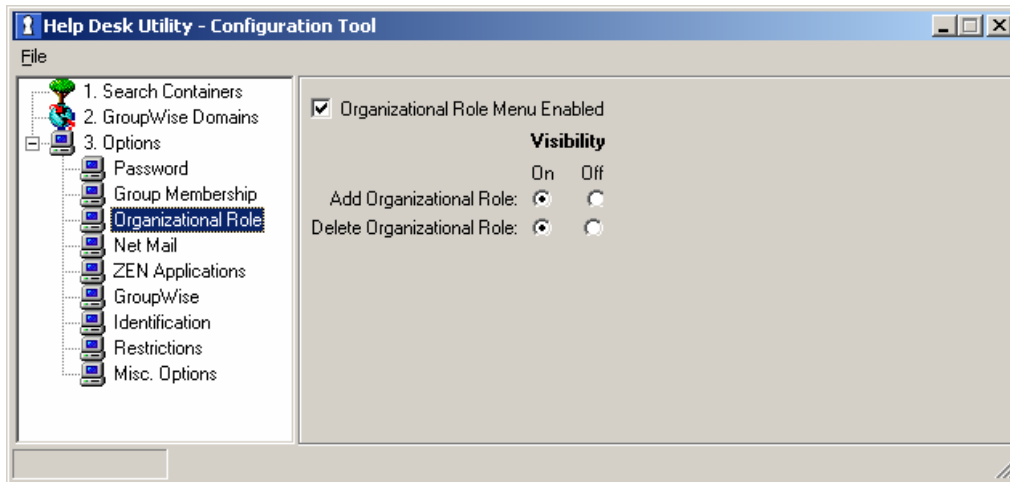 Help Desk Utility - Configuration Tool
File
1. Search Containers
2. GroupWise Domains
3. Options
Password
Group Membership
Organizational Role
Net Mail
ZEN Applications
GroupWise
Identification
Restrictions
Misc. Options
Organizational Role Menu Enabled
Visibility
On Off
Add Organizational Role:
Delete Organizational Role: